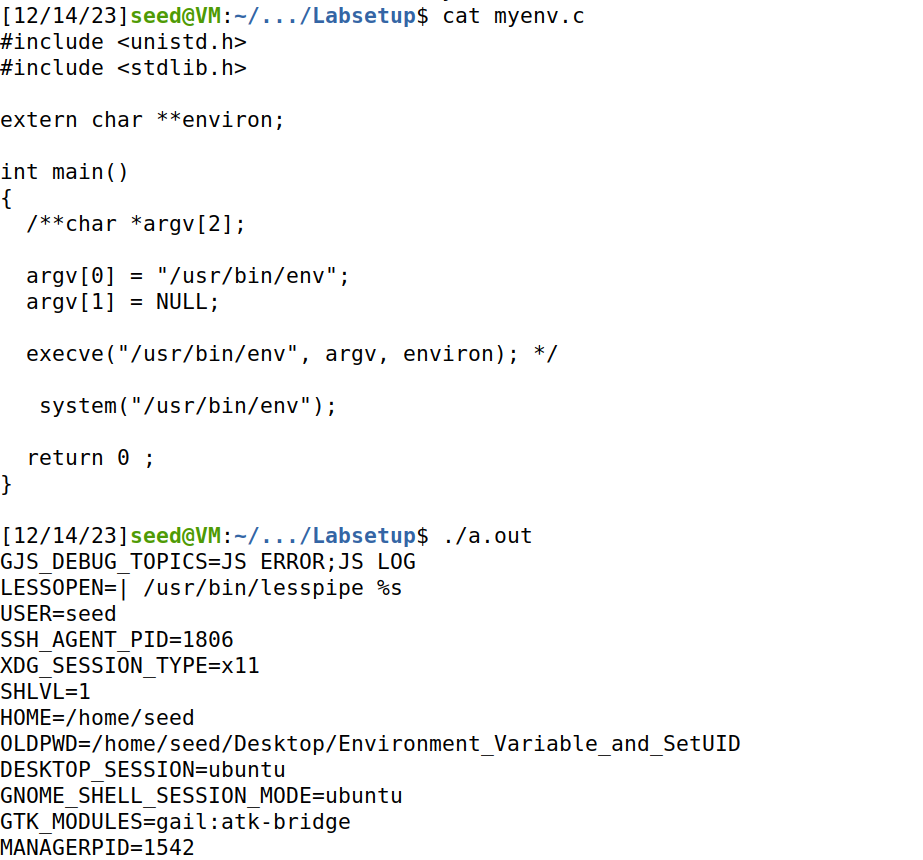 [12/14/23]seed@VM:~/.../Labsetup$ cat myenv.c
#include <unistd.h>
#include <stdlib.h>

extern char **environ;

int main()
{
  /**char *argv[2];

  argv[0] = "/usr/bin/env";
  argv[1] = NULL;

  execve("/usr/bin/env", argv, environ); */

   system("/usr/bin/env");

  return 0 ;
}

[12/14/23]seed@VM:~/.../Labsetup$ ./a.out
GJS_DEBUG_TOPICS=JS ERROR;JS LOG
LESSOPEN=| /usr/bin/lesspipe %s
USER=seed
SSH_AGENT_PID=1806
XDG_SESSION_TYPE=x11
SHLVL=1
HOME=/home/seed
OLDPWD=/home/seed/Desktop/Environment_Variable_and_SetUID
DESKTOP_SESSION=ubuntu
GNOME_SHELL_SESSION_MODE=ubuntu
GTK_MODULES=gail:atk-bridge
MANAGERPID=1542